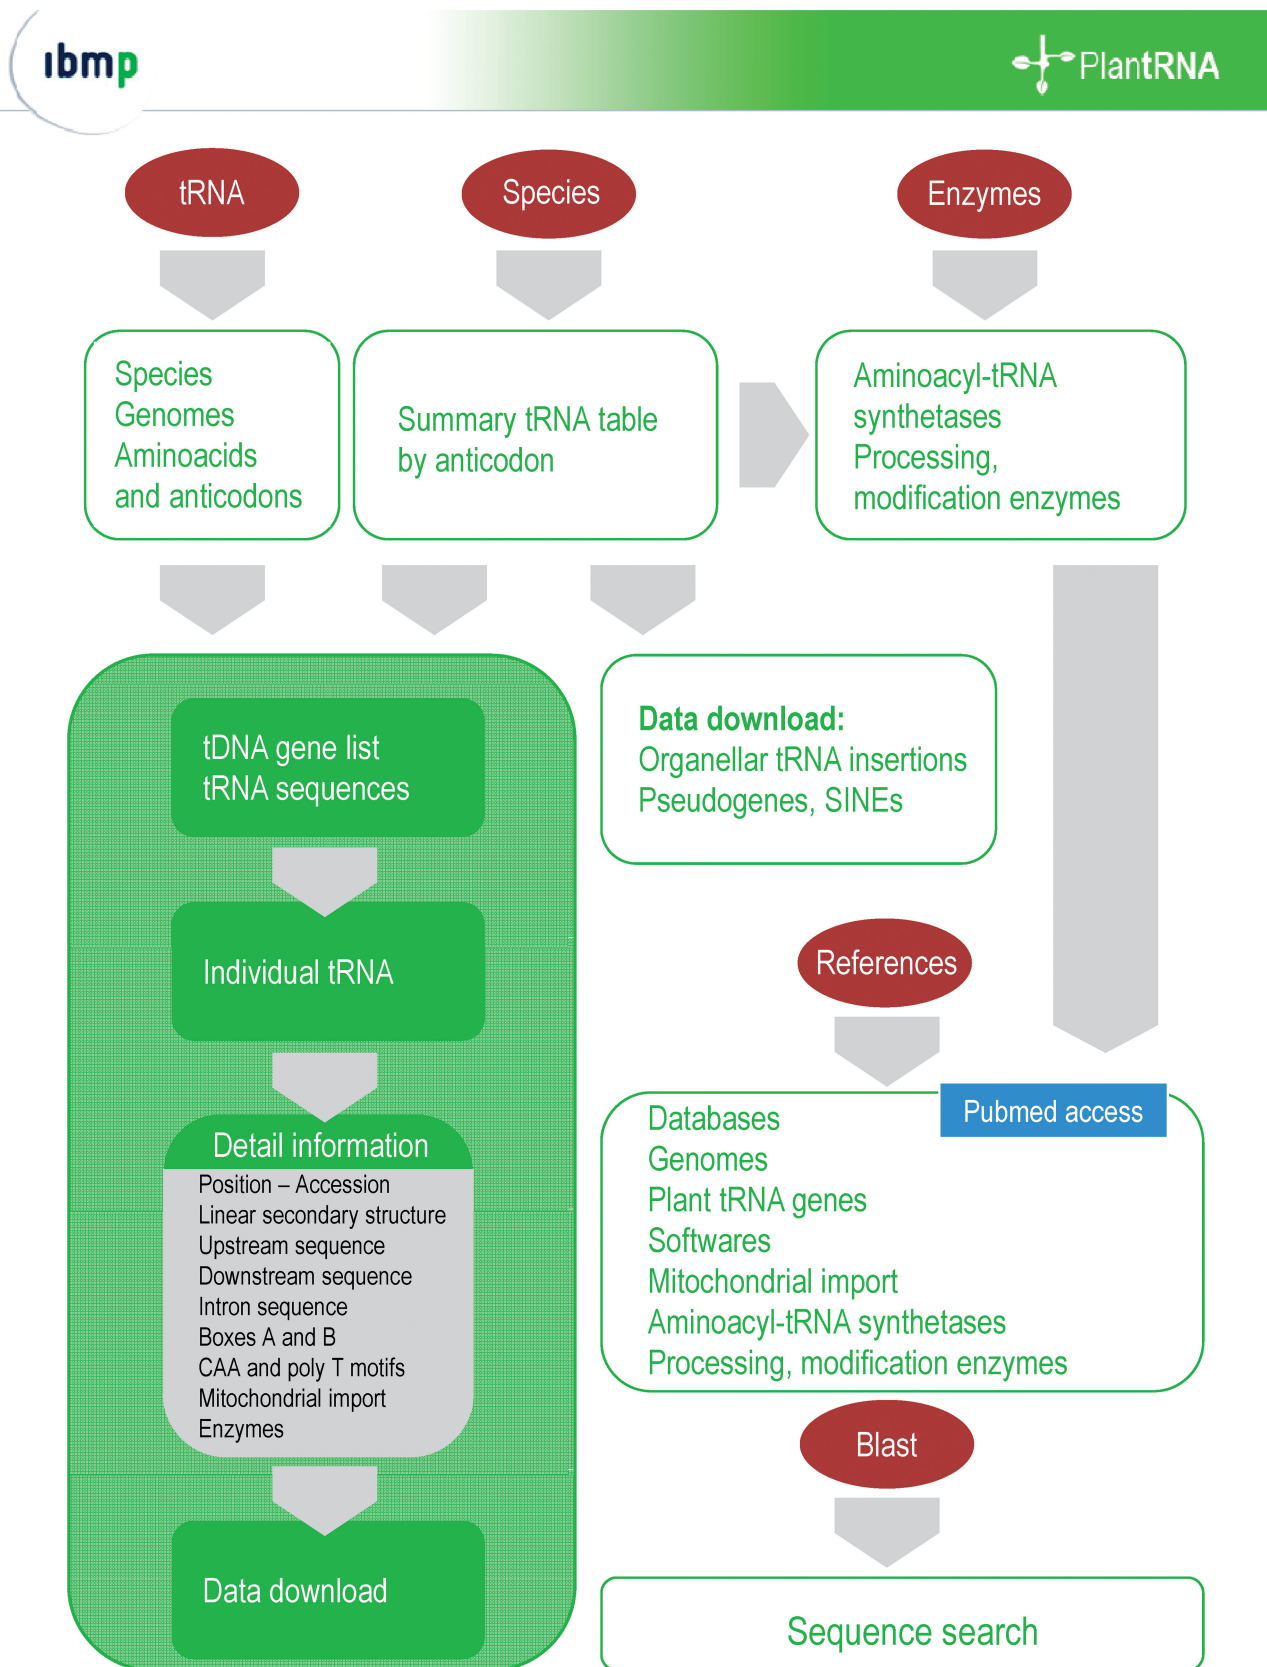 ibmp
PlantRNA
tRNA
Species
Enzymes
Species
Genomes
Aminoacids
and anticodons
Summary tRNA table
by anticodon
Aminoacyl-tRNA
synthetases
Processing,
modification enzymes
tDNA gene list
tRNA sequences
Individual tRNA
Detail information
Position – Accession
Linear secondary structure
Upstream sequence
Downstream sequence
Intron sequence
Boxes A and B
CAA and poly T motifs
Mitochondrial import
Enzymes
Data download
Data download:
Organellar tRNA insertions
Pseudogenes, SINEs
References
Pubmed access
Databases
Genomes
Plant tRNA genes
Softwares
Mitochondrial import
Aminoacyl-tRNA synthetases
Processing, modification enzymes
Blast
Sequence search